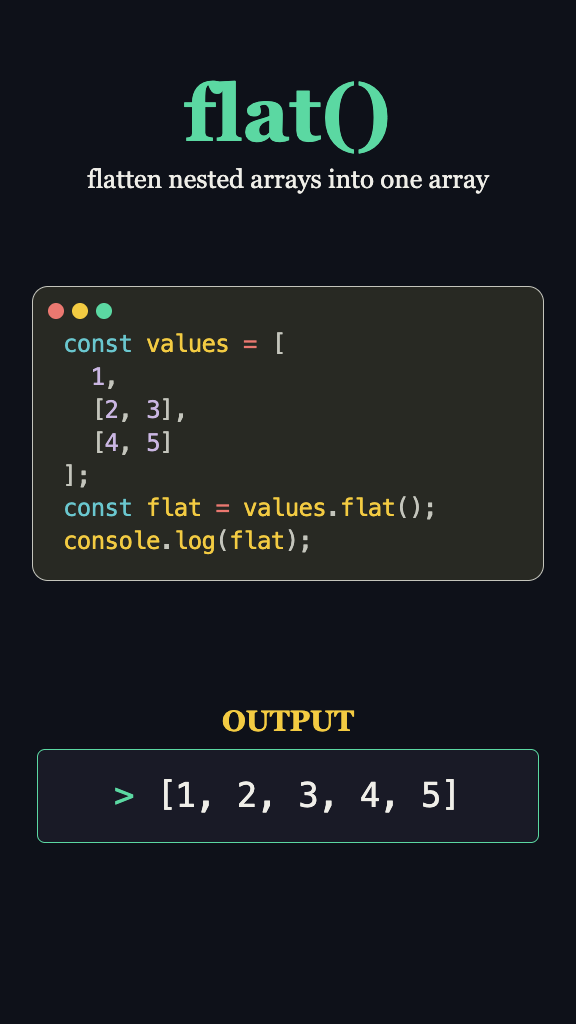 flat()
flatten nested arrays into one array
const values = [
  1,
  [2, 3],
  [4, 5]
];
const flat = values.flat();
console.log(flat);
OUTPUT
> [1, 2, 3, 4, 5]